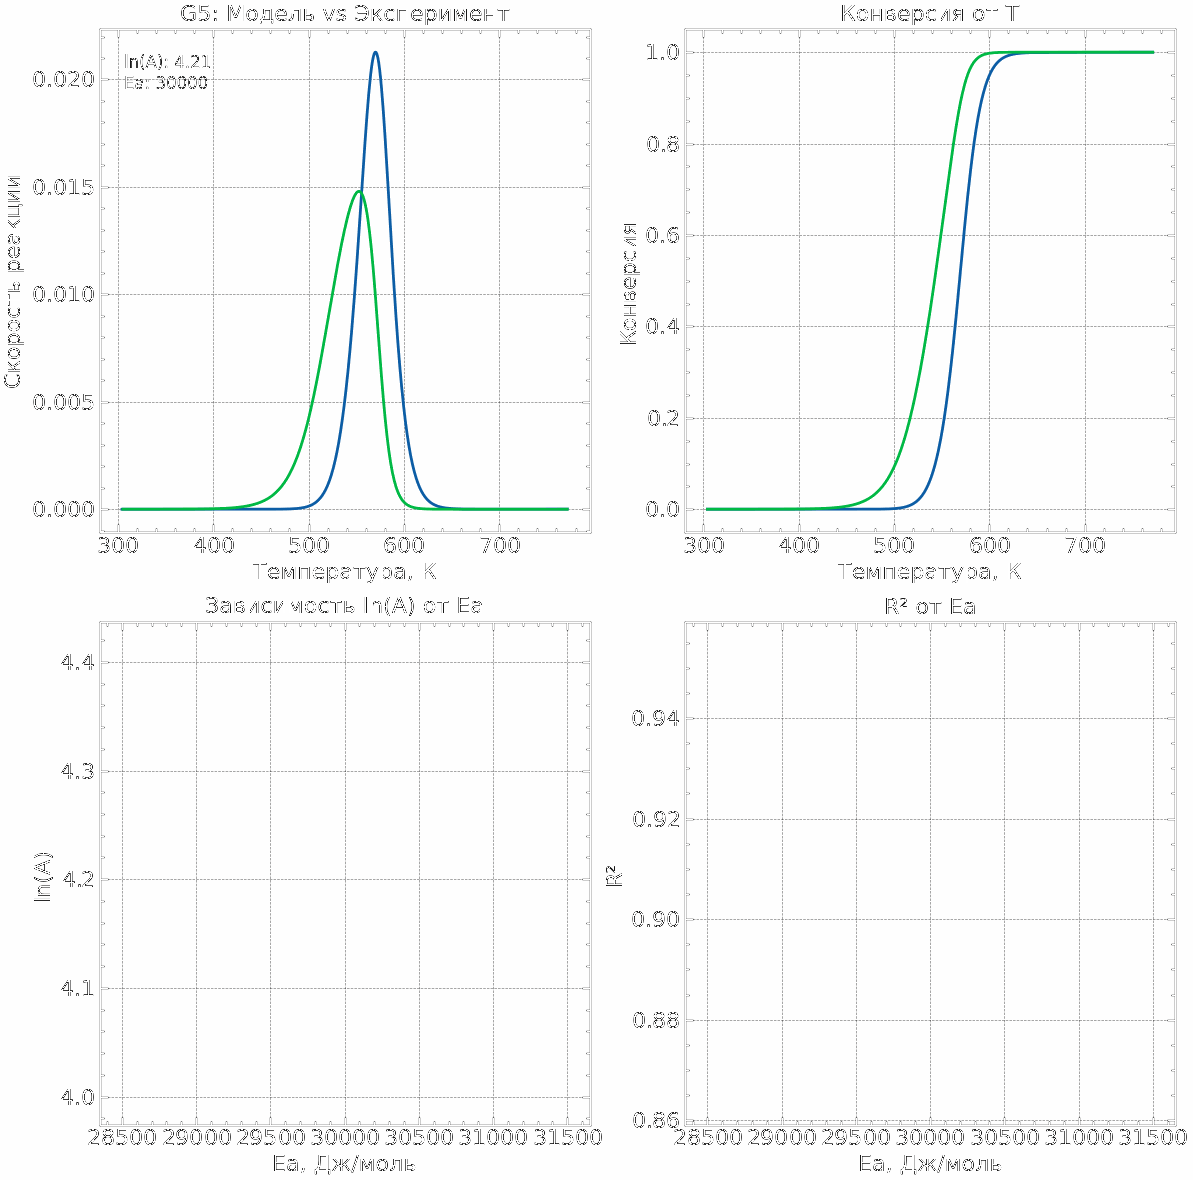 G5: Модель vs Эксперимент
ln(A): 4.21
Ea: 30000
0.020
0.015
0.010
0.005
0.000
Скорость реакции
300 400 500 600 700
Температура, K
Конверсия от T
1.0
0.8
0.6
0.4
0.2
0.0
Конверсия
300 400 500 600 700
Температура, K
Зависимость ln(A) от Ea
4.4
4.3
4.2
4.1
4.0
ln(A)
28500 29000 29500 30000 30500 31000 31500
Ea, Дж/моль
R² от Ea
0.94
0.92
0.90
0.88
0.86
R²
28500 29000 29500 30000 30500 31000 31500
Ea, Дж/моль